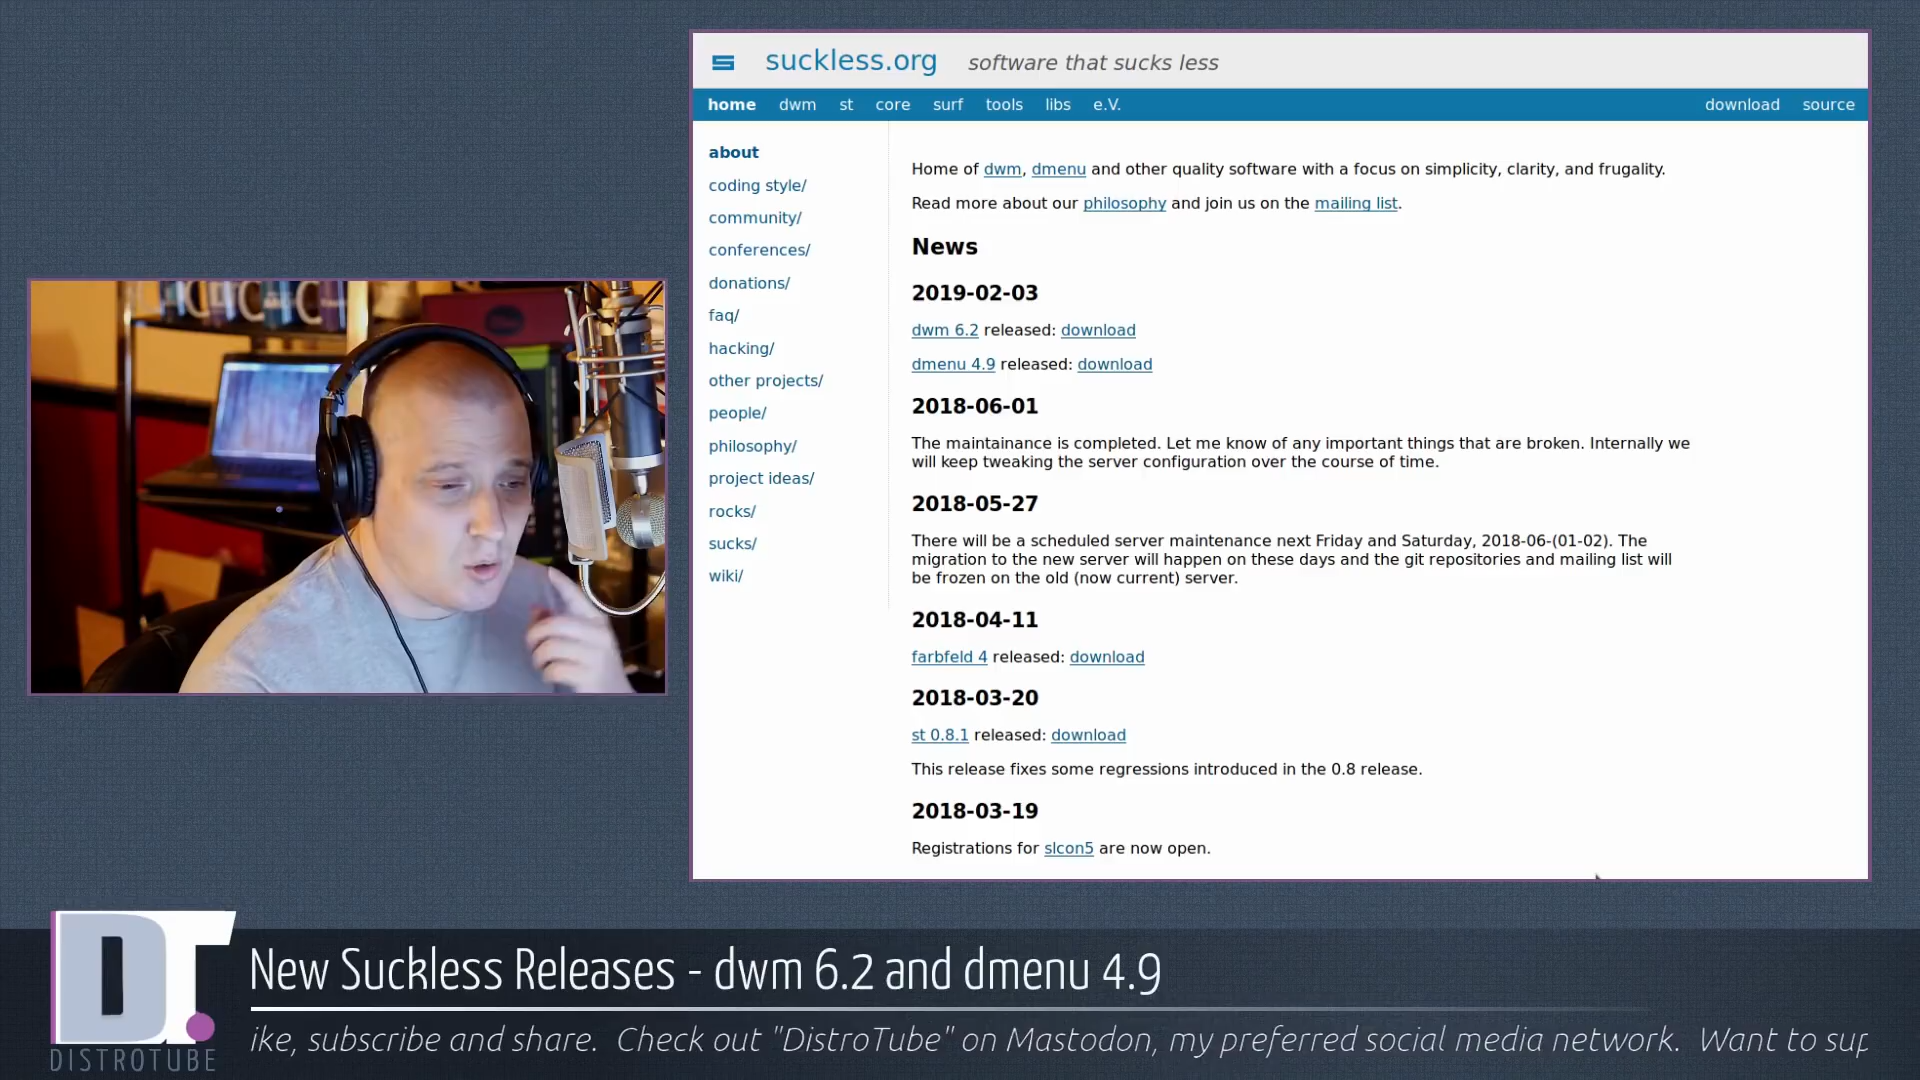 suckless.org software that sucks less
home dwm st core surf tools libs e.V. download source
about
coding style/
community/
conferences/
donations/
faq/
hacking/
other projects/
people/
philosophy/
project ideas/
rocks/
sucks/
wiki/
Home of dwm, dmenu and other quality software with a focus on simplicity, clarity, and frugality.
Read more about our philosophy and join us on the mailing list.
News
2019-02-03
dwm 6.2 released: download
dmenu 4.9 released: download
2018-06-01
The maintainance is completed. Let me know of any important things that are broken. Internally we
will keep tweaking the server configuration over the course of time.
2018-05-27
There will be a scheduled server maintenance next Friday and Saturday, 2018-06-(01-02). The
migration to the new server will happen on these days and the git repositories and mailing list will
be frozen on the old (now current) server.
2018-04-11
farbfeld 4 released: download
2018-03-20
st 0.8.1 released: download
This release fixes some regressions introduced in the 0.8 release.
2018-03-19
Registrations for slcon5 are now open.
DT
DISTROTUBE
New Suckless Releases - dwm 6.2 and dmenu 4.9
ike, subscribe and share. Check out "DistroTube" on Mastodon, my preferred social media network. Want to sup